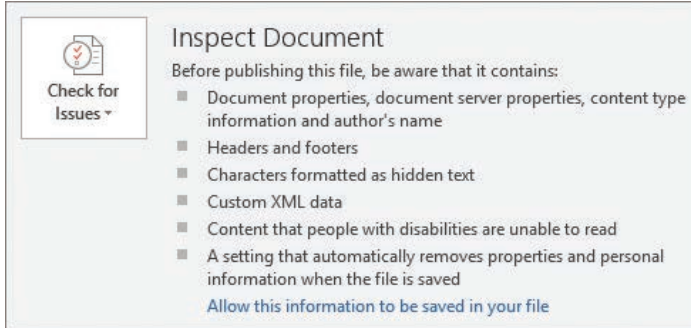 Check for
Issues
Inspect Document
Before publishing this file, be aware that it contains:
Document properties, document server properties, content type
information and author's name
Headers and footers
Characters formatted as hidden text
Custom XML data
Content that people with disabilities are unable to read
A setting that automatically removes properties and personal
information when the file is saved
Allow this information to be saved in your file